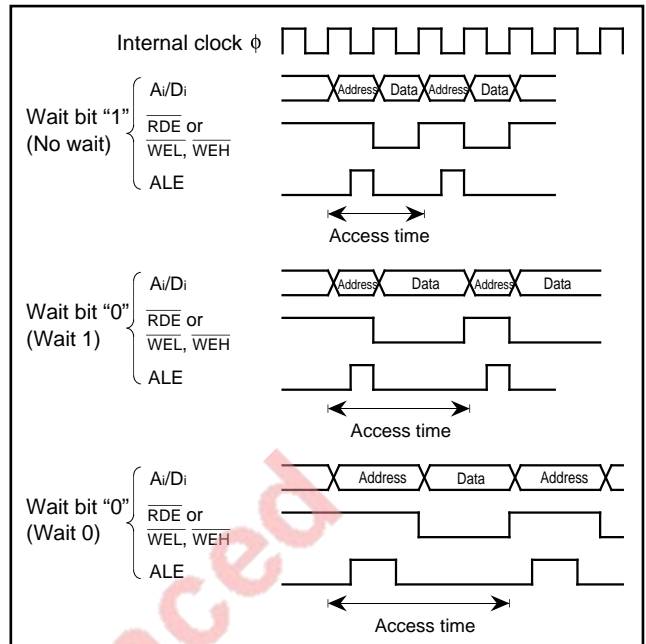 Internal clock ϕ
Wait bit “1”
(No wait)
Ai/Di
Address Data Address Data
RDE or
WEL, WEH
ALE
Access time
Wait bit “0”
(Wait 1)
Ai/Di
Address Data Address Data
RDE or
WEL, WEH
ALE
Access time
Wait bit “0”
(Wait 0)
Ai/Di
Address Data Address
RDE or
WEL, WEH
ALE
Access time